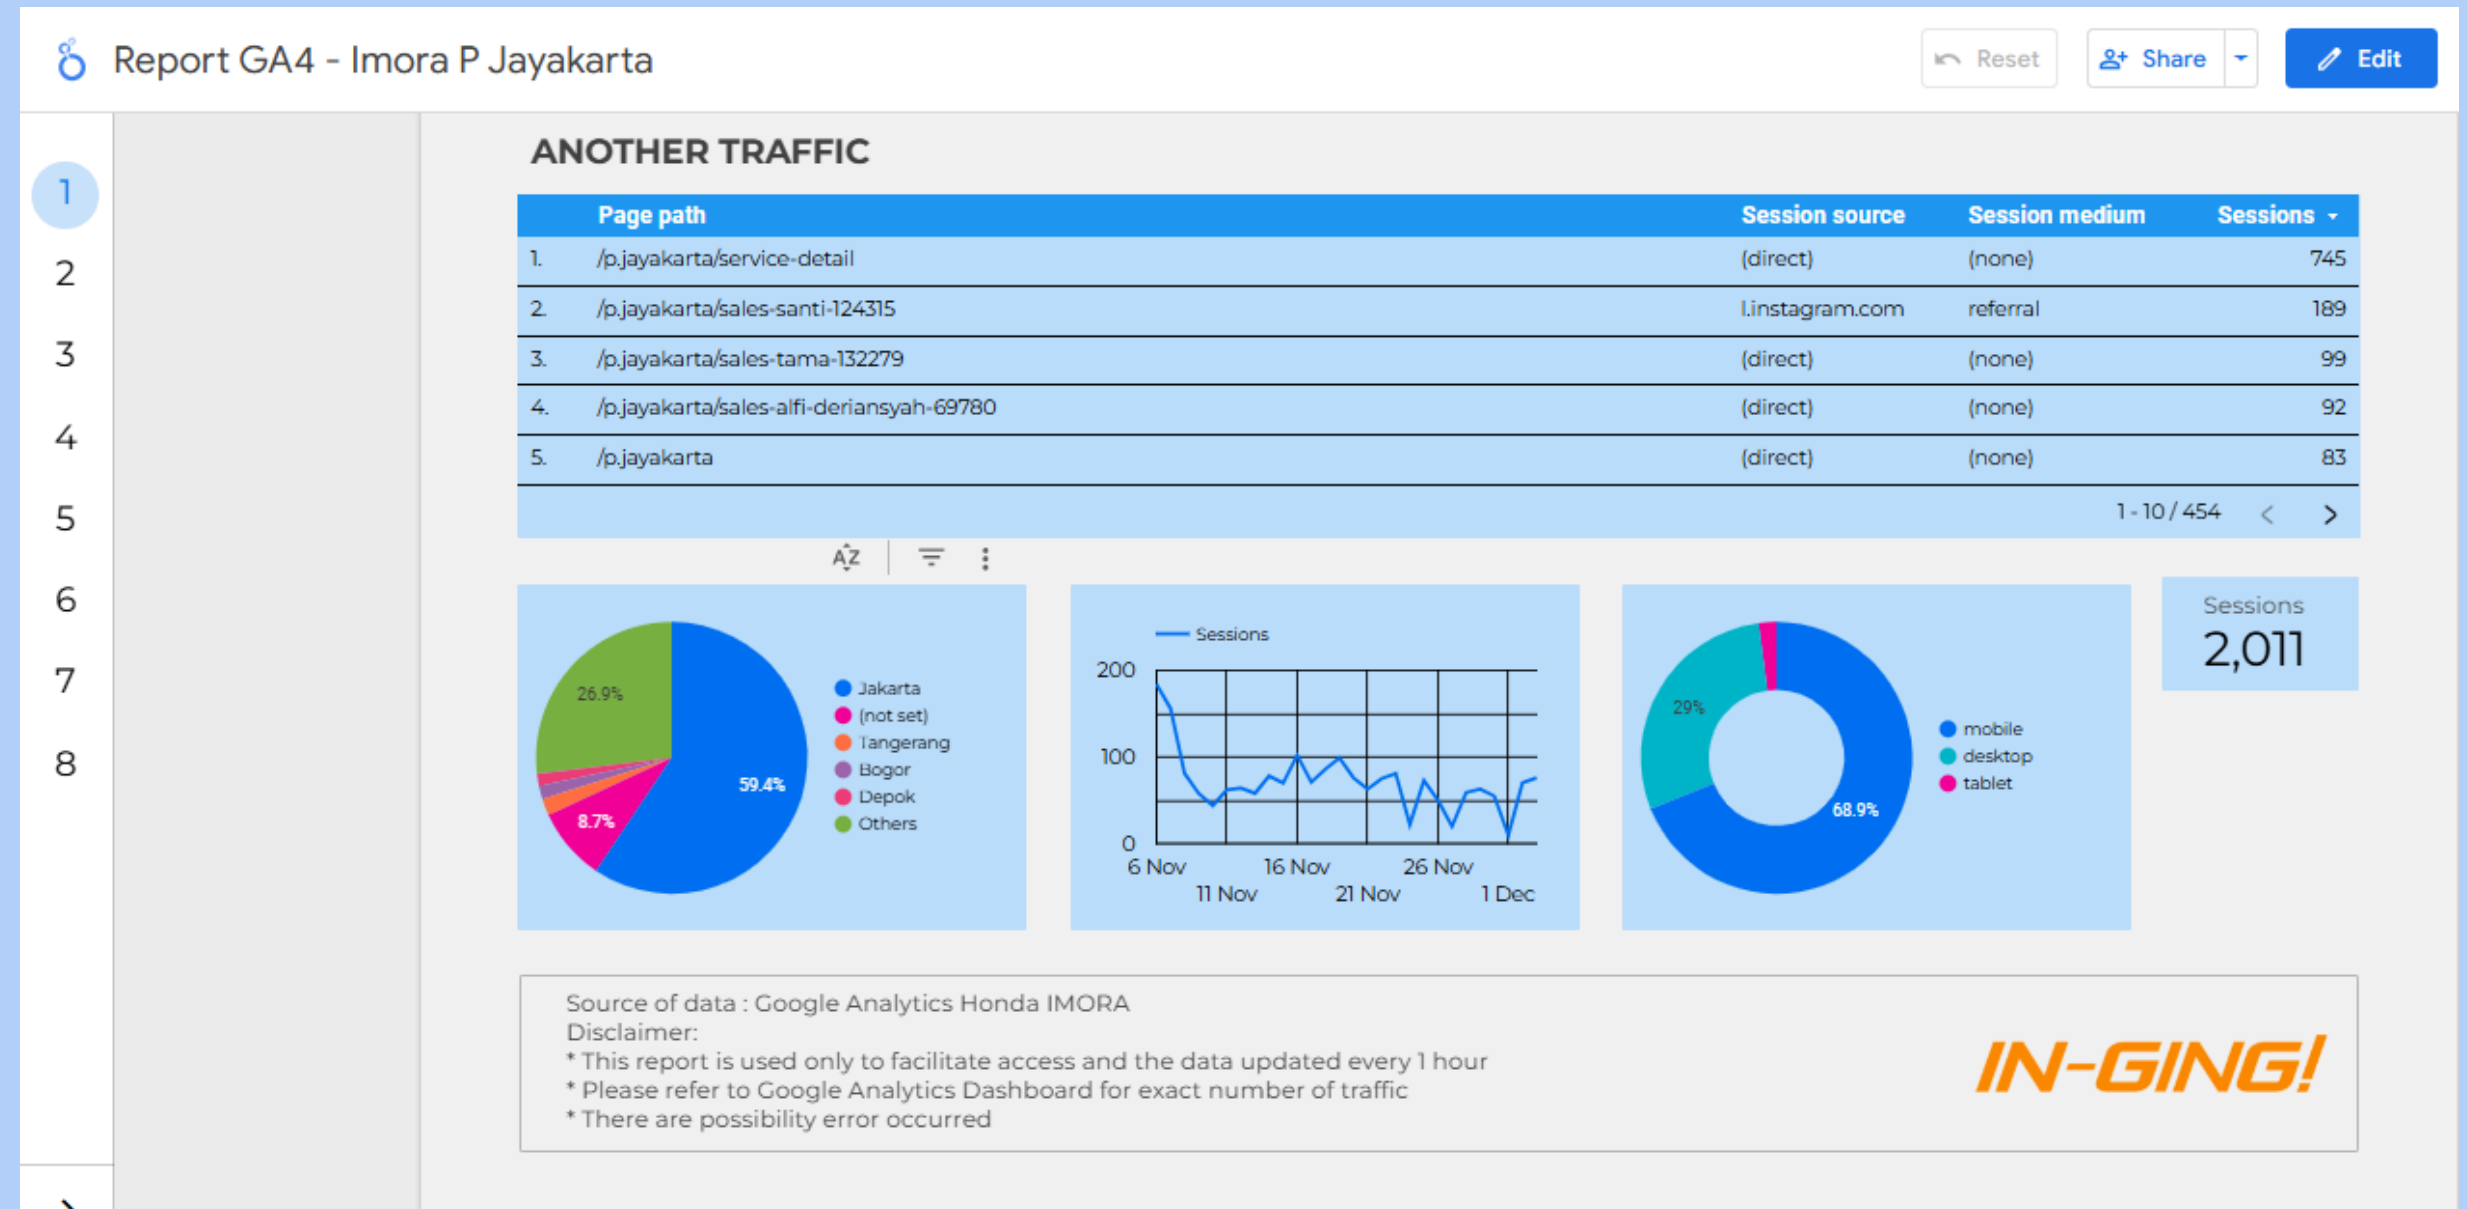 Report GA4 - Imora P Jayakarta
Reset
Share
Edit
1
2
3
4
5
6
7
8
ANOTHER TRAFFIC
Page path Session source Session medium Sessions
1. /p.jayakarta/service-detail (direct) (none) 745
2. /p.jayakarta/sales-santi-124315 l.instagram.com referral 189
3. /p.jayakarta/sales-tama-132279 (direct) (none) 99
4. /p.jayakarta/sales-alfi-deriansyah-69780 (direct) (none) 92
5. /p.jayakarta (direct) (none) 83
1 - 10 / 454
AZ
26.9%
59.4%
8.7%
Jakarta
(not set)
Tangerang
Bogor
Depok
Others
Sessions
200
100
0
6 Nov 16 Nov 26 Nov
11 Nov 21 Nov 1 Dec
29%
68.9%
mobile
desktop
tablet
Sessions
2,011
Source of data : Google Analytics Honda IMORA
Disclaimer:
* This report is used only to facilitate access and the data updated every 1 hour
* Please refer to Google Analytics Dashboard for exact number of traffic
* There are possibility error occurred
IN-GING!